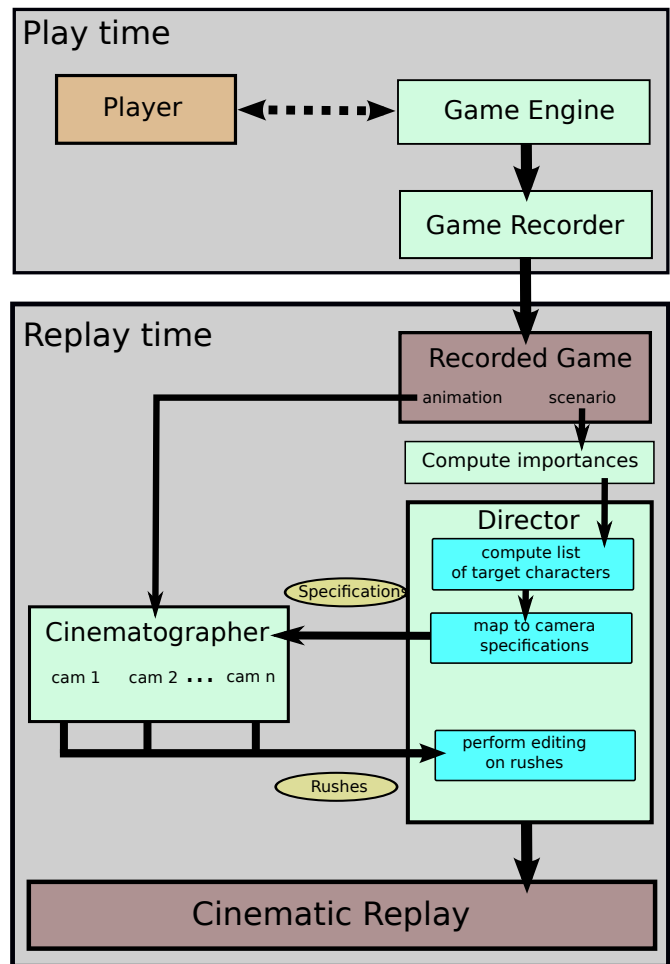 Play time
Player
Game Engine
Game Recorder
Replay time
Recorded Game
animation
scenario
Compute importances
Director
compute list
of target characters
Specifications
Cinematographer
map to camera
specifications
cam 1
cam 2
...
cam n
perform editing
on rushes
Rushes
Cinematic Replay